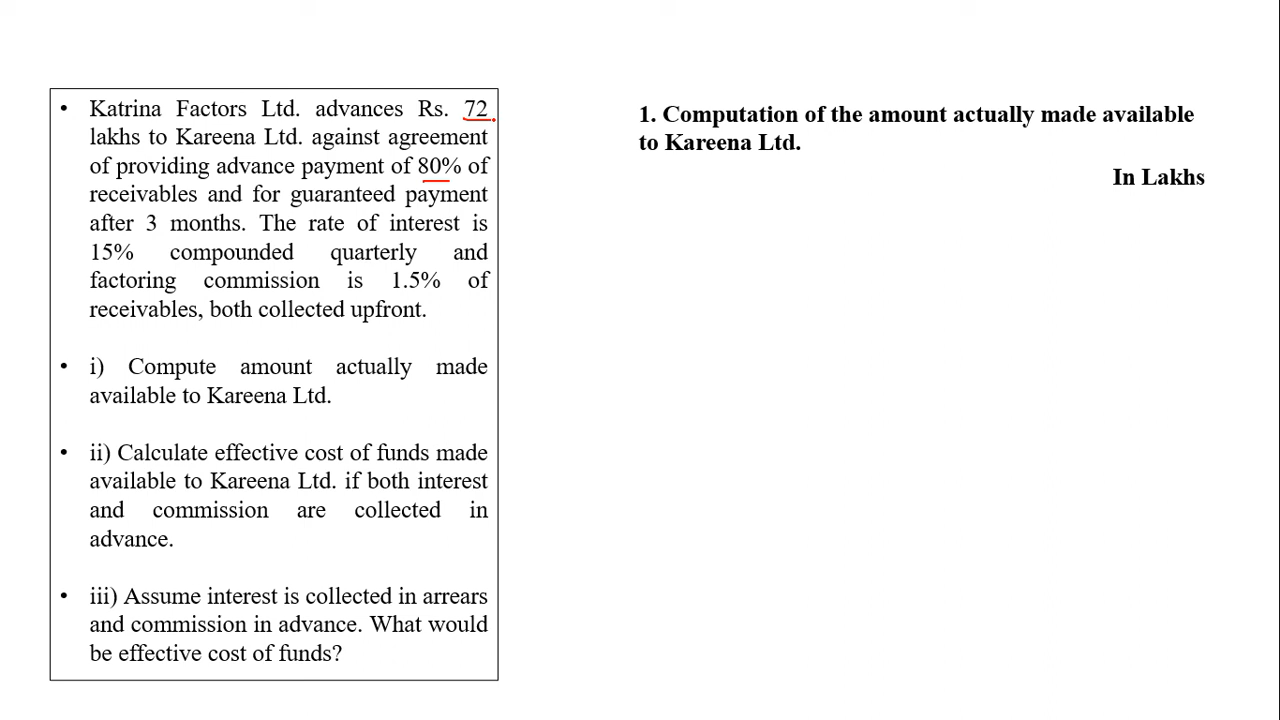 • Katrina Factors Ltd. advances Rs. 72
lakhs to Kareena Ltd. against agreement
of providing advance payment of 80% of
receivables and for guaranteed payment
after 3 months. The rate of interest is
15% compounded quarterly and
factoring commission is 1.5% of
receivables, both collected upfront.
• i) Compute amount actually made
available to Kareena Ltd.
• ii) Calculate effective cost of funds made
available to Kareena Ltd. if both interest
and commission are collected in
advance.
• iii) Assume interest is collected in arrears
and commission in advance. What would
be effective cost of funds?
1. Computation of the amount actually made available
to Kareena Ltd.
In Lakhs